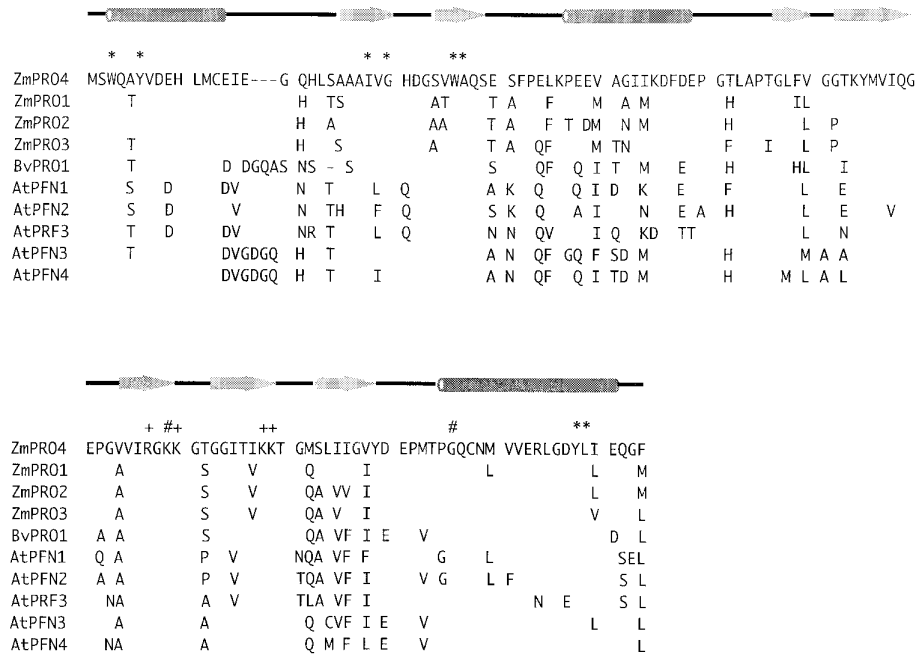 * * * * **
ZmPRO4 MSWQAYVDEH LMCEIE---G QHLSAAAIVG HDGSVWAQSE SFPELKPEEV AGIIKDFDEP GTLAPTGLFV GGTKYMVIQG
ZmPRO1 T H TS AT T A F M A M H IL
ZmPRO2 H A AA T A F T DM N M H L P
ZmPRO3 T H S A T A QF M TN F I L P
BvPRO1 T D DGQAS NS - S S QF Q I T M E H HL I
AtPFN1 S D DV N T L Q A K Q Q I D K E F L E
AtPFN2 S D V N TH F Q S K Q A I N E A H L E V
AtPRF3 T D DV NR T L Q N N QV I Q KD TT L N
AtPFN3 T DVGDGQ H T A N QF GQ F SD M H M A A
AtPFN4 DVGDGQ H T I A N QF Q I TD M H M L A L
+ #+ ++ # **
ZmPRO4 EPGVVIRGKK GTGGITIKKT GMSLIIGVYD EPMTPGQCNM VVERLGDYLI EQGF
ZmPRO1 A S V Q I L L M
ZmPRO2 A S V QA VV I L M
ZmPRO3 A S V QA V I V L
BvPRO1 A A S QA VF I E V D L
AtPFN1 Q A P V NQA VF F G L SEL
AtPFN2 A A P V TQA VF I V G L F S L
AtPRF3 NA A V TLA VF I N E S L
AtPFN3 A A Q CVF I E V L L
AtPFN4 NA A Q M F L E V L